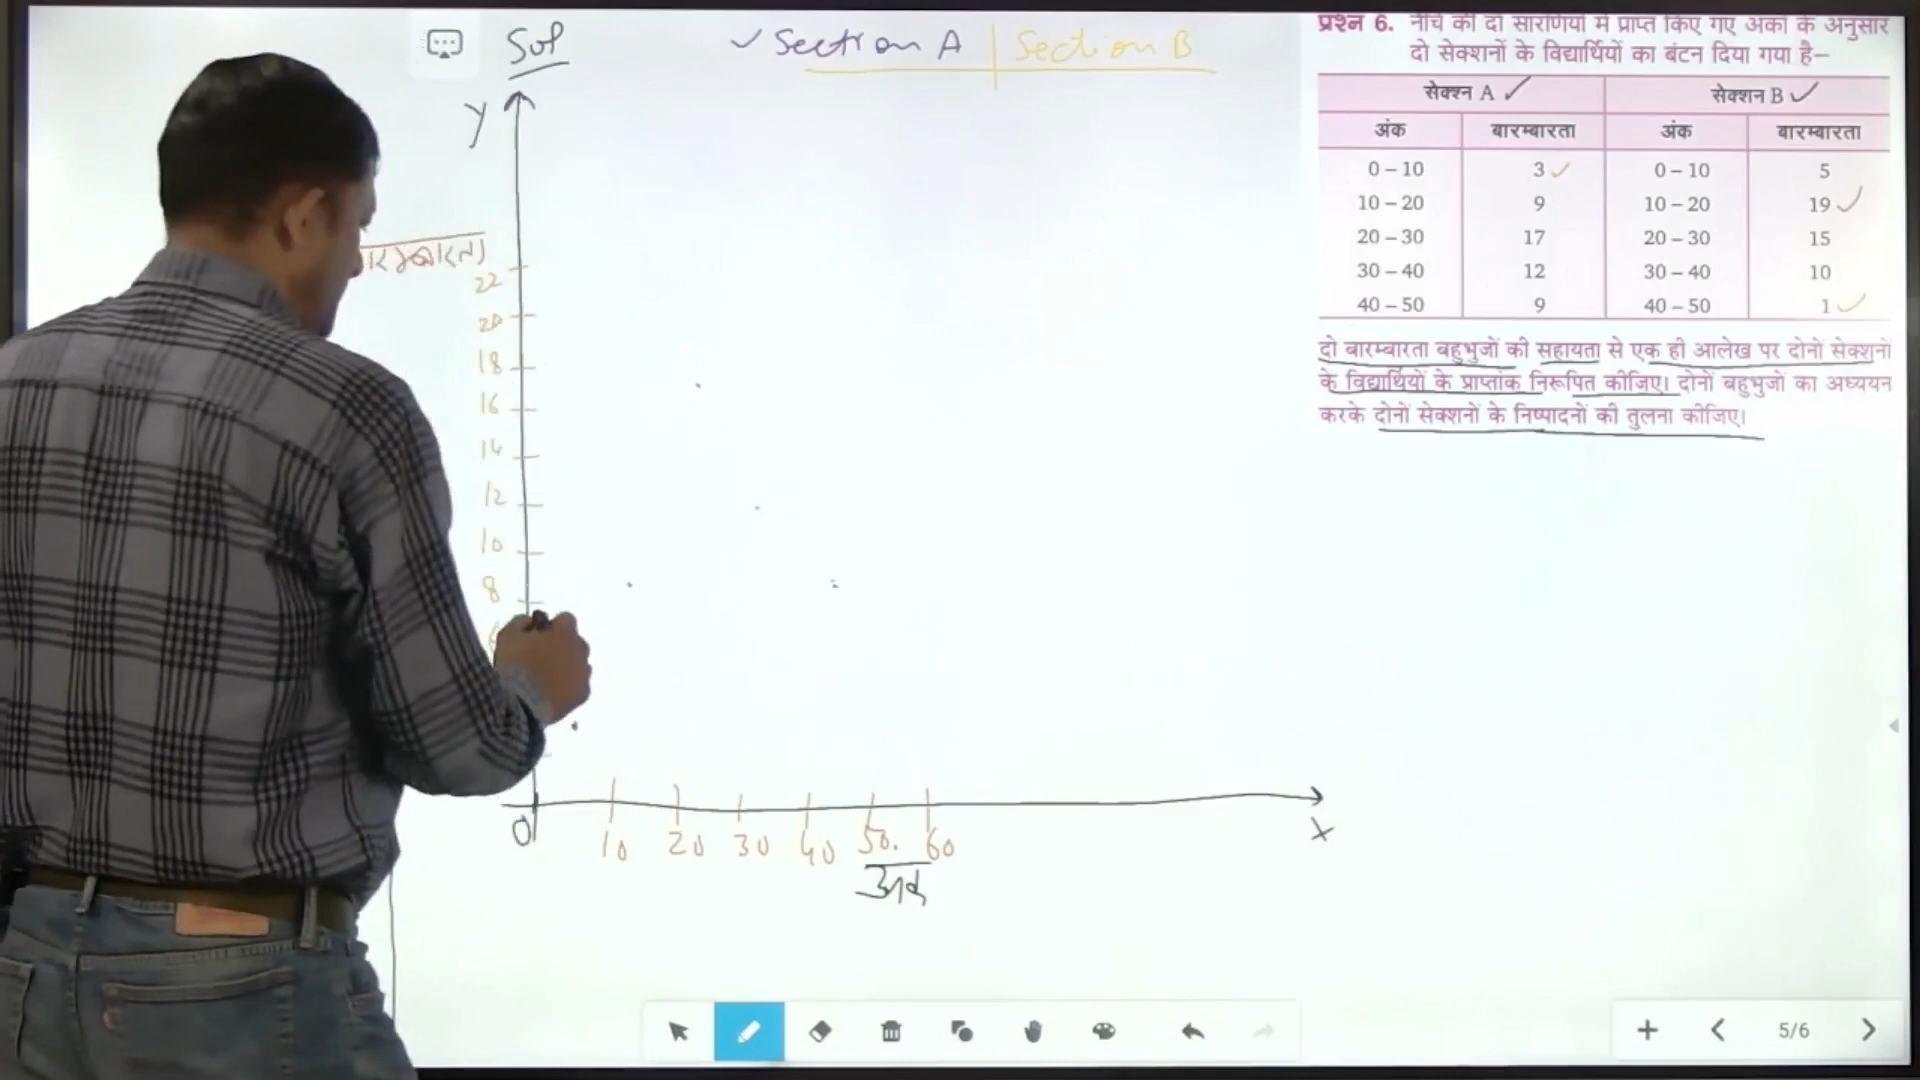 Sol
✓ Section A | Section B
y
22
20
18
16
14
12
10
8
0
10 20 30 40 50. 60
x
अंक
प्रश्न 6. नीचे की दो सारणियों में प्राप्त किए गए अंकों के अनुसार
दो सेक्शनों के विद्यार्थियों का बंटन दिया गया है–
सेक्शन A ✓ सेक्शन B ✓
अंक बारम्बारता अंक बारम्बारता
0 – 10 3 ✓ 0 – 10 5
10 – 20 9 10 – 20 19 ✓
20 – 30 17 20 – 30 15
30 – 40 12 30 – 40 10
40 – 50 9 40 – 50 1 ✓
दो बारम्बारता बहुभुजों की सहायता से एक ही आलेख पर दोनों सेक्शनों
के विद्यार्थियों के प्राप्तांक निरूपित कीजिए। दोनों बहुभुजों का अध्ययन
करके दोनों सेक्शनों के निष्पादनों की तुलना कीजिए।
5/6